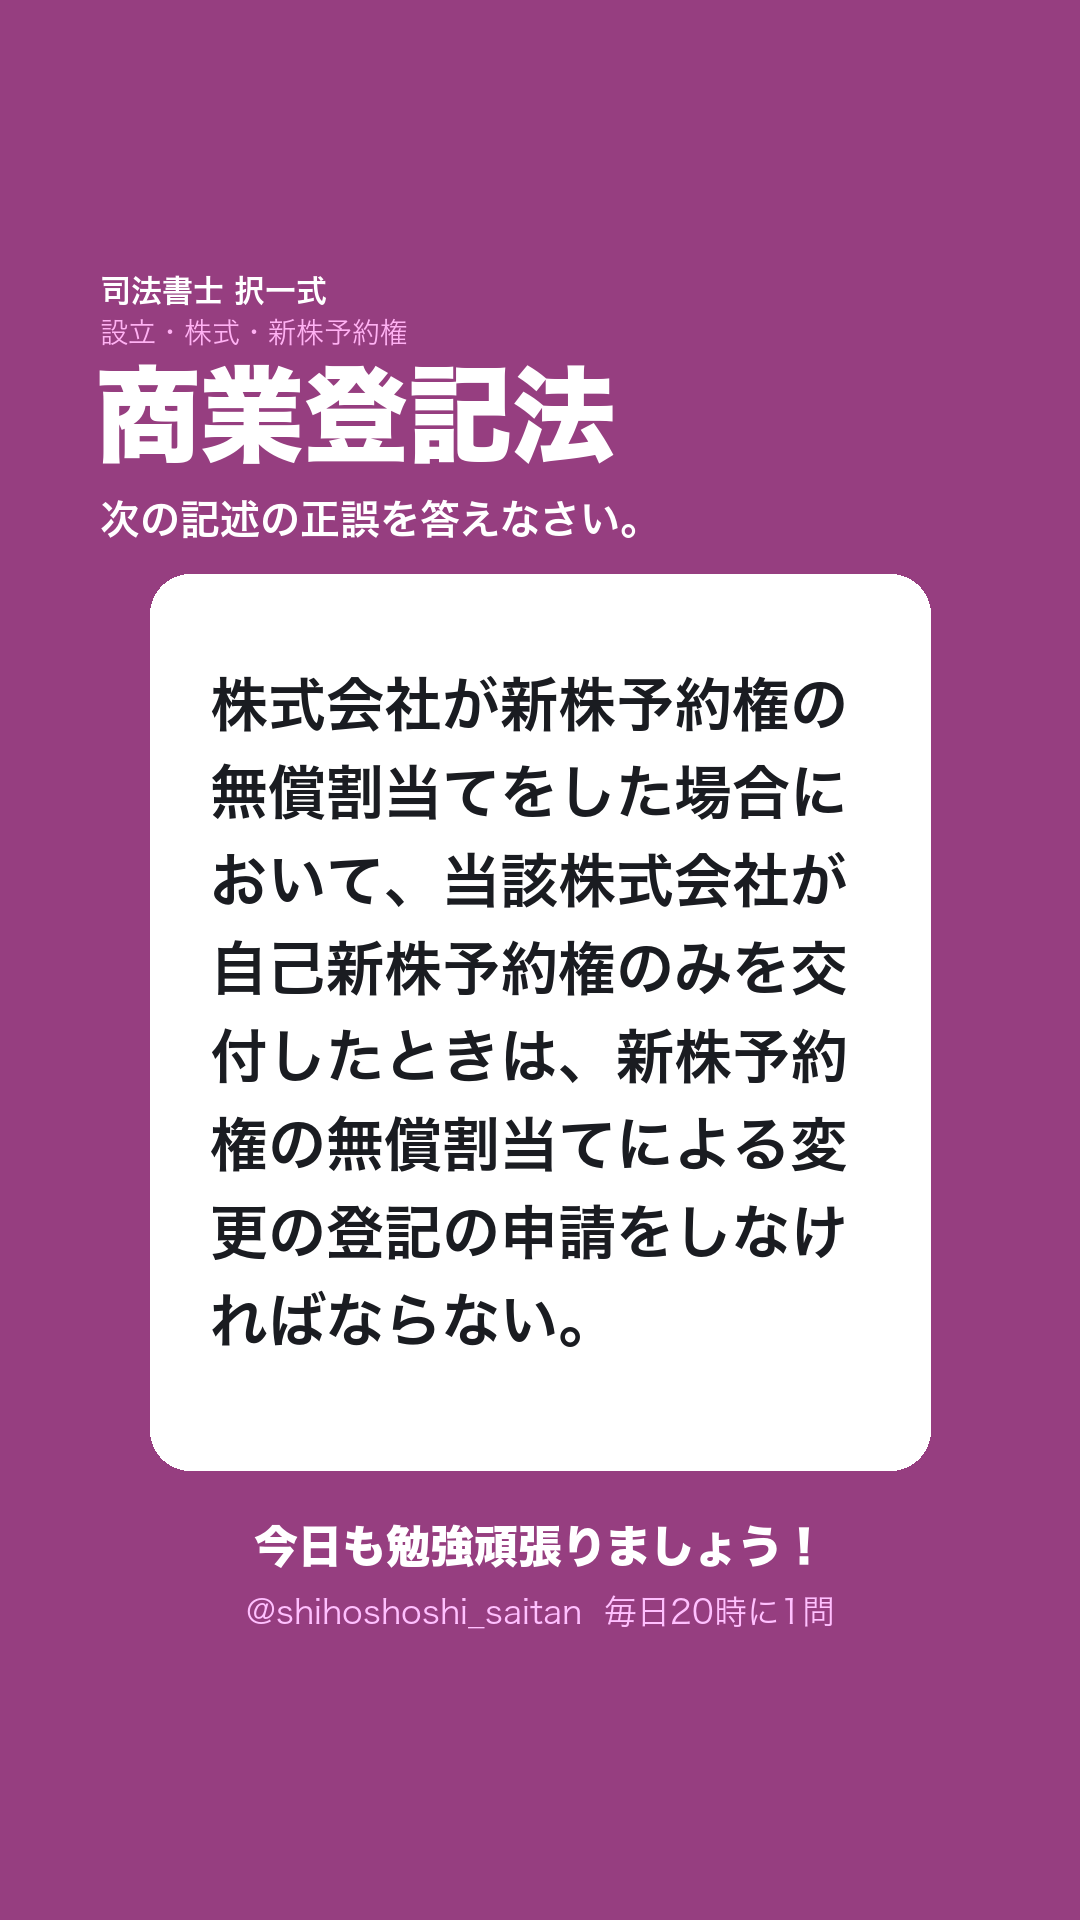 司法書士 択一式
設立・株式・新株予約権
商業登記法
次の記述の正誤を答えなさい。
株式会社が新株予約権の
無償割当てをした場合に
おいて、当該株式会社が
自己新株予約権のみを交
付したときは、新株予約
権の無償割当てによる変
更の登記の申請をしなけ
ればならない。
今日も勉強頑張りましょう！
@shihoshoshi_saitan 毎日20時に1問